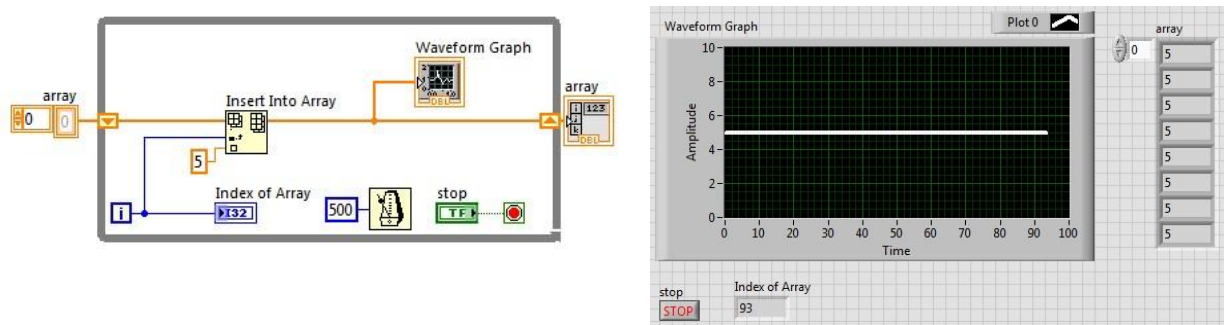 Waveform Graph
DBL
array
0 0
array
123
i
j
k
DBL
Insert Into Array
5
i
Index of Array
I32
500
stop
TF
Waveform Graph
Plot 0
10
8
6
4
2
0
Amplitude
0 10 20 30 40 50 60 70 80 90 100
Time
array
0
5
5
5
5
5
5
5
5
stop
STOP
Index of Array
93